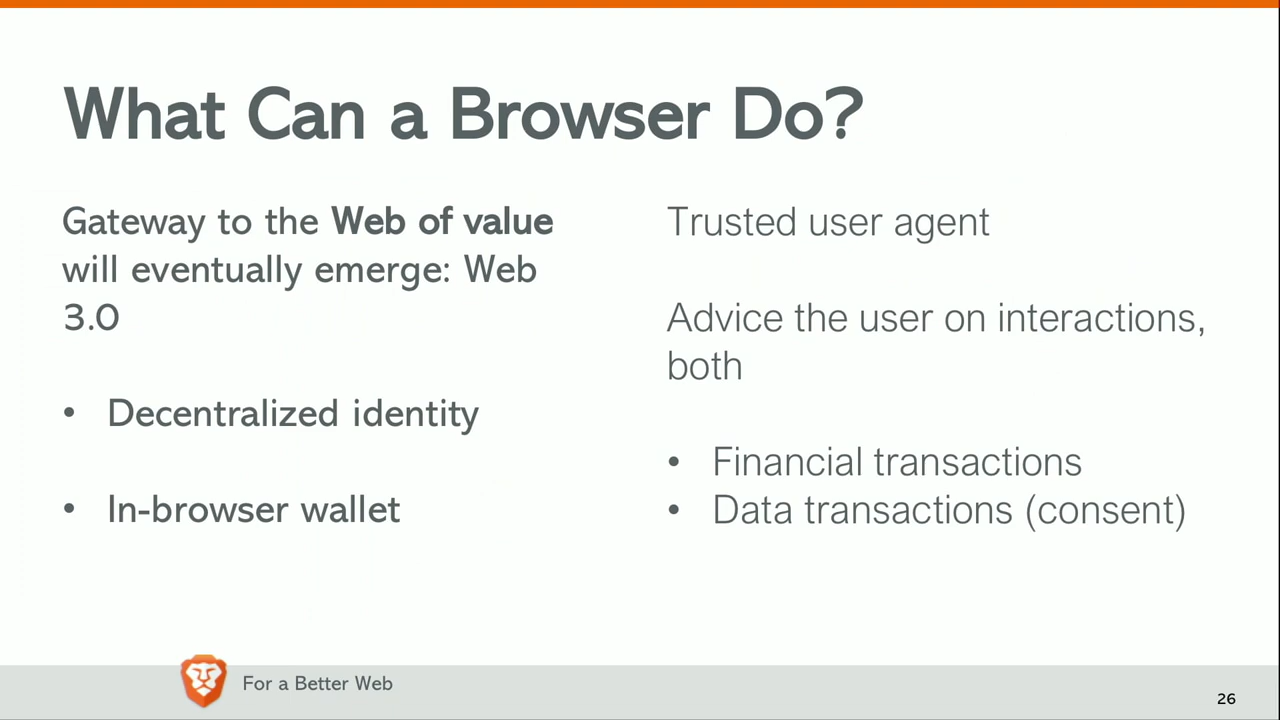 What Can a Browser Do?
Gateway to the Web of value
will eventually emerge: Web
3.0
• Decentralized identity
• In-browser wallet
Trusted user agent
Advice the user on interactions,
both
• Financial transactions
• Data transactions (consent)
For a Better Web
26